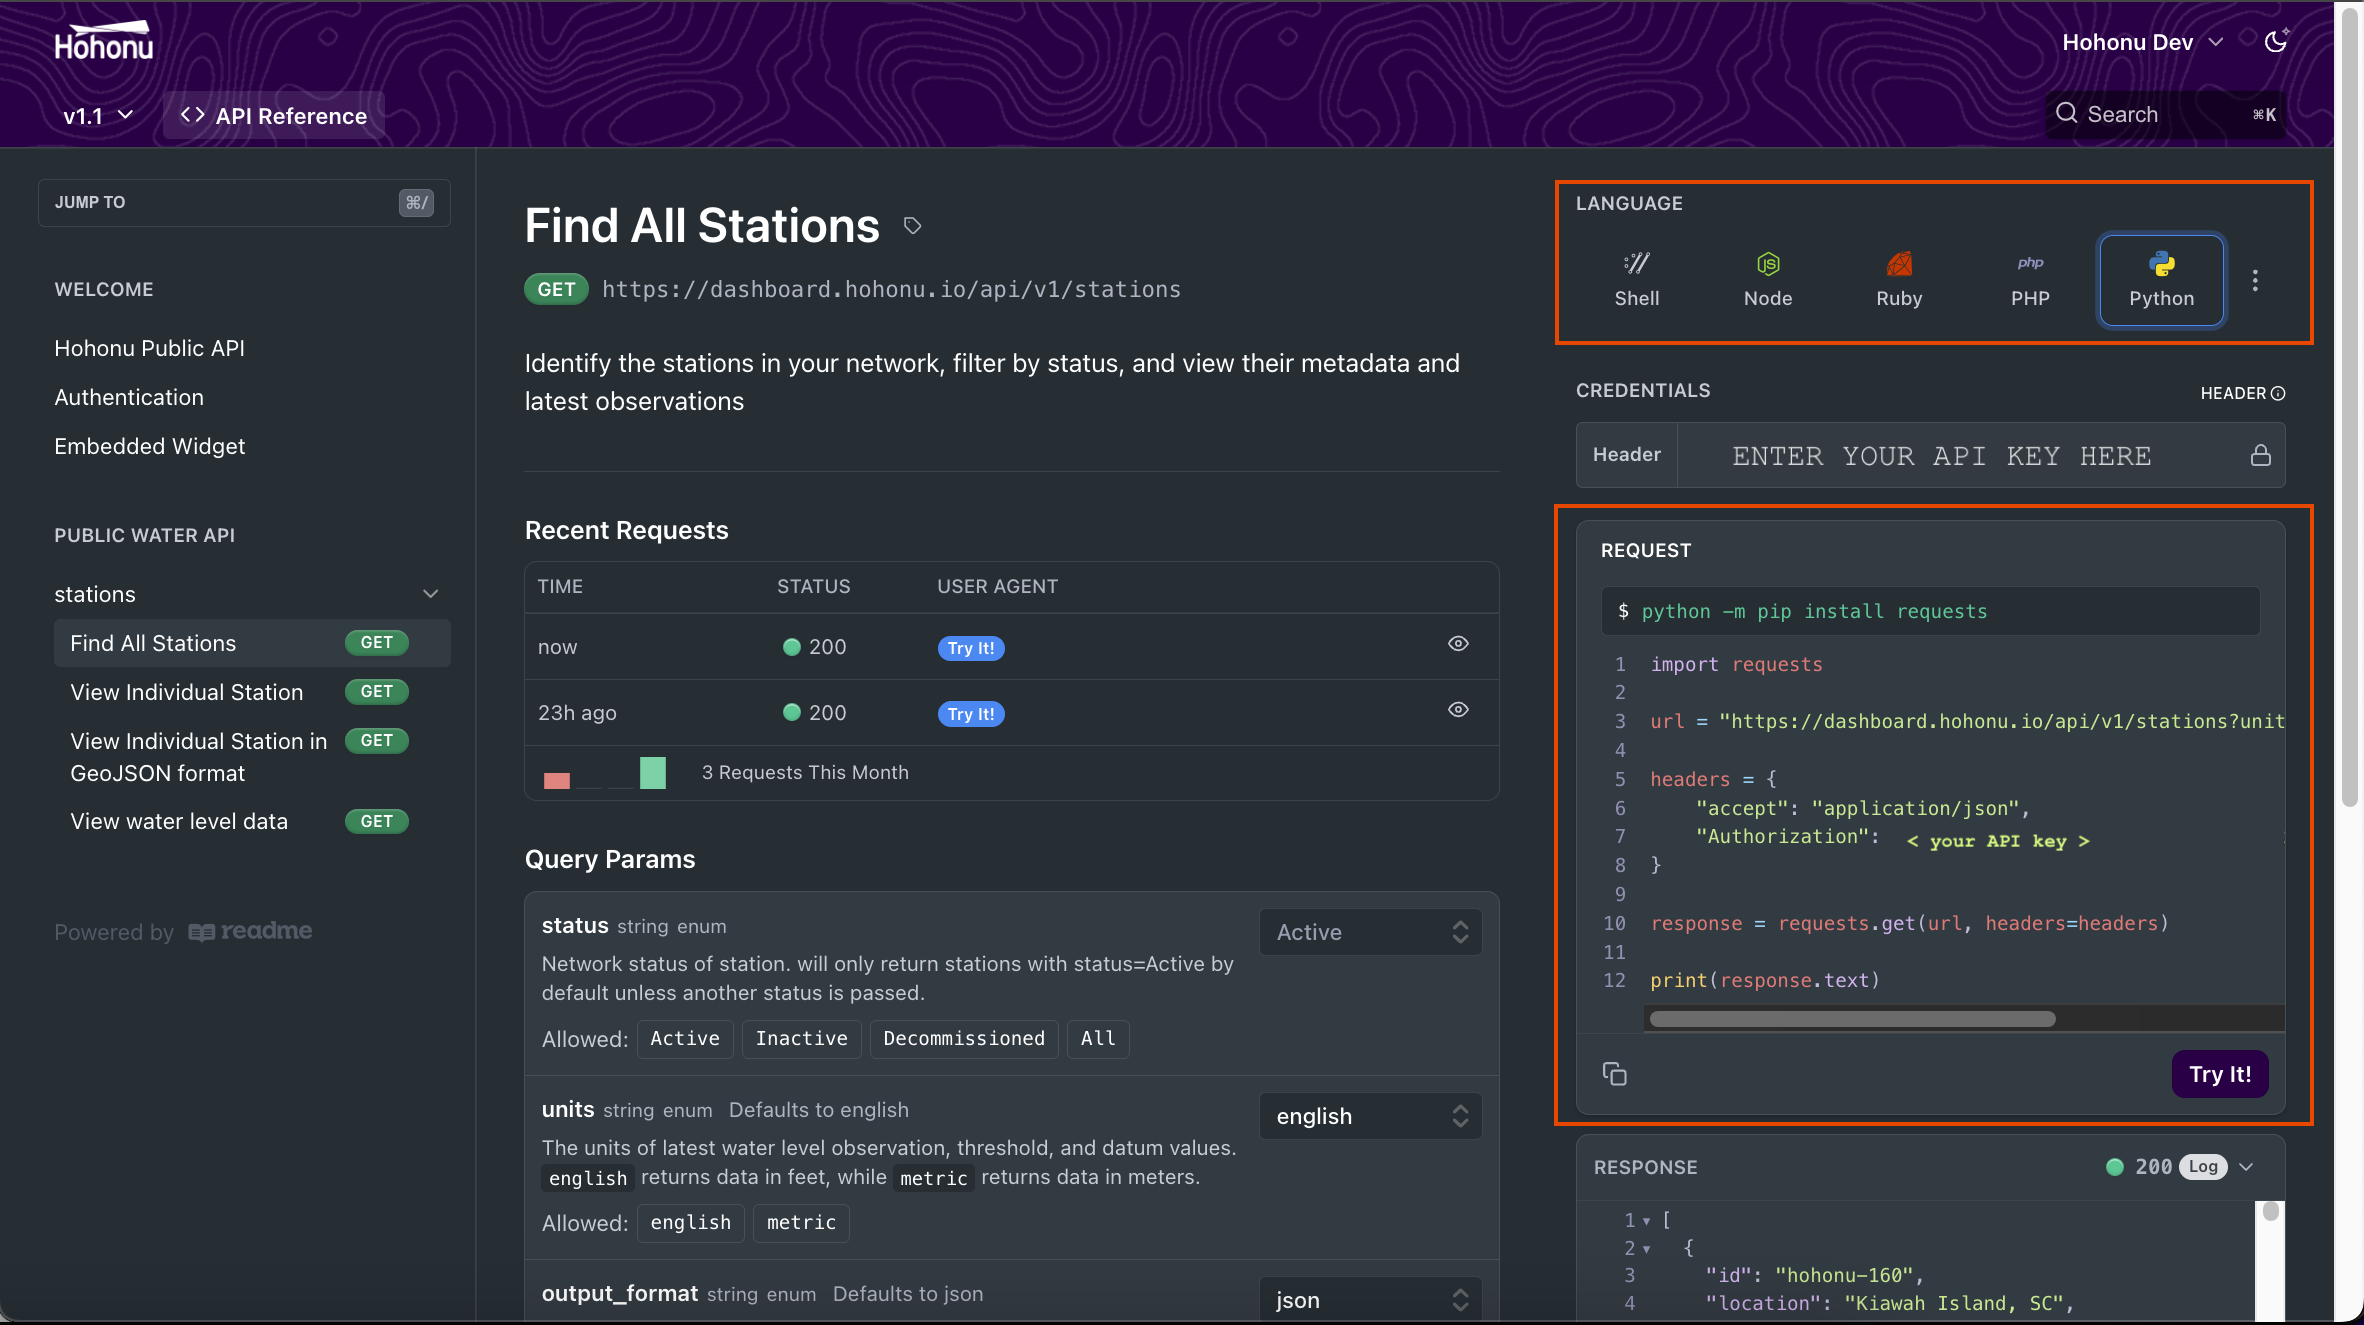 Hohonu
Hohonu Dev
v1.1
<> API Reference
Search
⌘K
JUMP TO
⌘/
WELCOME
Hohonu Public API
Authentication
Embedded Widget
PUBLIC WATER API
stations
Find All Stations GET
View Individual Station GET
View Individual Station in GET
GeoJSON format
View water level data GET
Powered by readme
Find All Stations
GET https://dashboard.hohonu.io/api/v1/stations
Identify the stations in your network, filter by status, and view their metadata and
latest observations
Recent Requests
TIME STATUS USER AGENT
now 200 Try It!
23h ago 200 Try It!
3 Requests This Month
Query Params
status string enum
Active
Network status of station. will only return stations with status=Active by
default unless another status is passed.
Allowed: Active Inactive Decommissioned All
units string enum Defaults to english
english
The units of latest water level observation, threshold, and datum values.
english returns data in feet, while metric returns data in meters.
Allowed: english metric
output_format string enum Defaults to json
json
LANGUAGE
Shell
Node
Ruby
php
PHP
Python
CREDENTIALS
HEADER
Header ENTER YOUR API KEY HERE
REQUEST
$ python -m pip install requests
1 import requests
2
3 url = "https://dashboard.hohonu.io/api/v1/stations?unit
4
5 headers = {
6 "accept": "application/json",
7 "Authorization": < your API key >
8 }
9
10 response = requests.get(url, headers=headers)
11
12 print(response.text)
Try It!
RESPONSE
200 Log
1 [
2 {
3 "id": "hohonu-160",
4 "location": "Kiawah Island, SC",